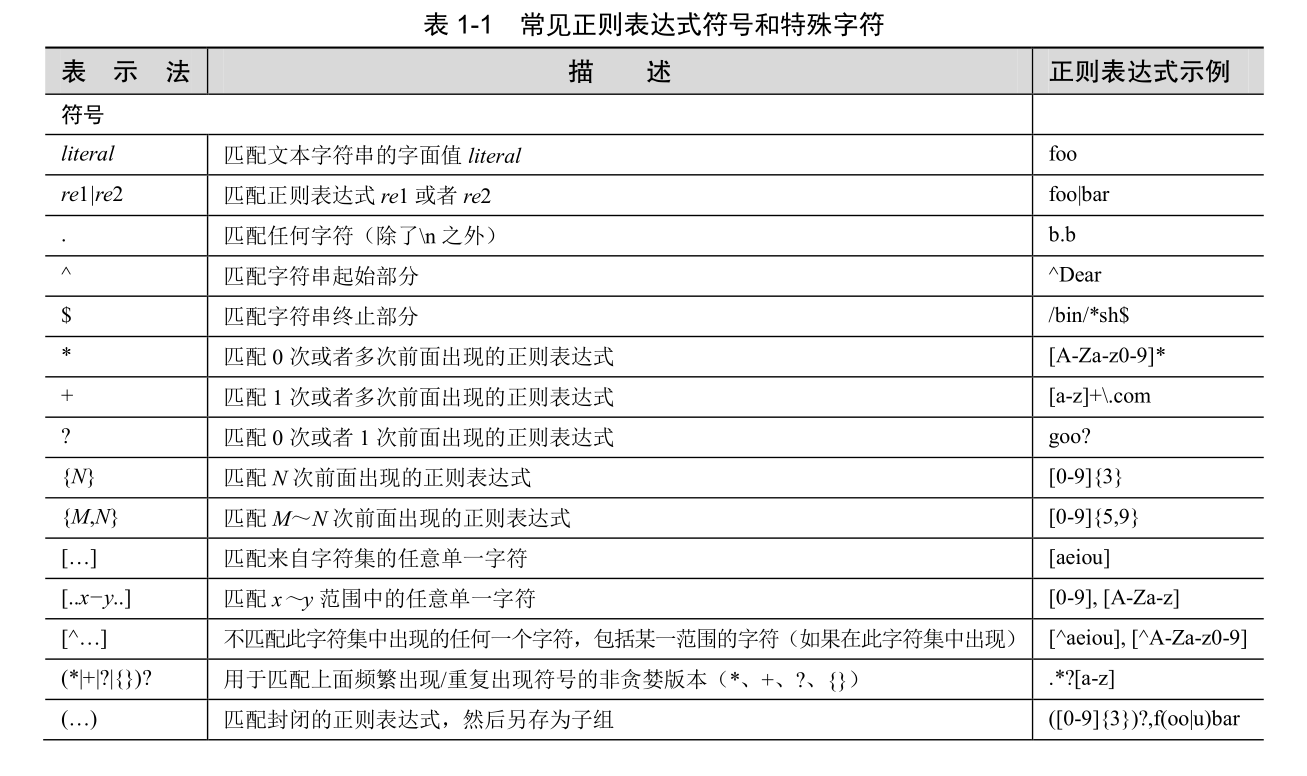 表 1-1 常见正则表达式符号和特殊字符
表 示 法 描 述 正则表达式示例
符号
literal 匹配文本字符串的字面值 literal foo
re1|re2 匹配正则表达式 re1 或者 re2 foo|bar
. 匹配任何字符（除了\n 之外） b.b
^ 匹配字符串起始部分 ^Dear
$ 匹配字符串终止部分 /bin/*sh$
* 匹配 0 次或者多次前面出现的正则表达式 [A-Za-z0-9]*
+ 匹配 1 次或者多次前面出现的正则表达式 [a-z]+\.com
? 匹配 0 次或者 1 次前面出现的正则表达式 goo?
{N} 匹配 N 次前面出现的正则表达式 [0-9]{3}
{M,N} 匹配 M～N 次前面出现的正则表达式 [0-9]{5,9}
[…] 匹配来自字符集的任意单一字符 [aeiou]
[..x−y..] 匹配 x～y 范围中的任意单一字符 [0-9], [A-Za-z]
[^…] 不匹配此字符集中出现的任何一个字符，包括某一范围的字符（如果在此字符集中出现） [^aeiou], [^A-Za-z0-9]
(*|+|?|{})? 用于匹配上面频繁出现/重复出现符号的非贪婪版本（*、+、?、{}） .*?[a-z]
(…) 匹配封闭的正则表达式，然后另存为子组 ([0-9]{3})?,f(oo|u)bar